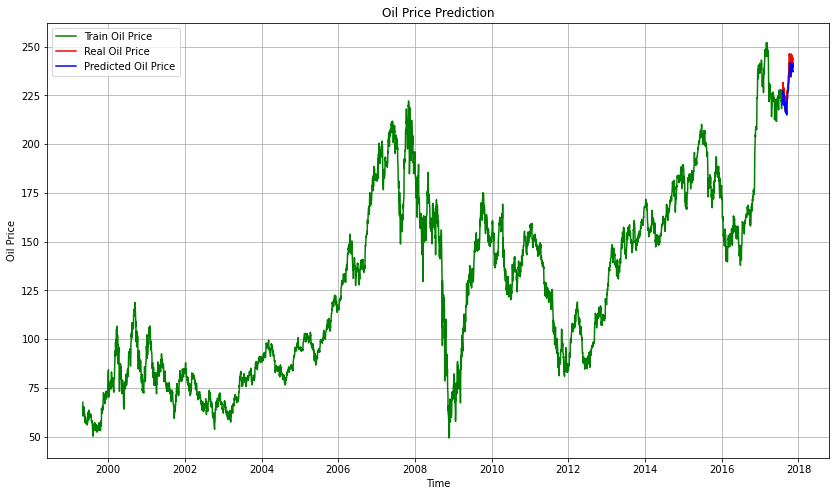 Oil Price Prediction
Train Oil Price
Real Oil Price
Predicted Oil Price
250
225
200
175
150
125
100
75
50
Oil Price
2000 2002 2004 2006 2008 2010 2012 2014 2016 2018
Time